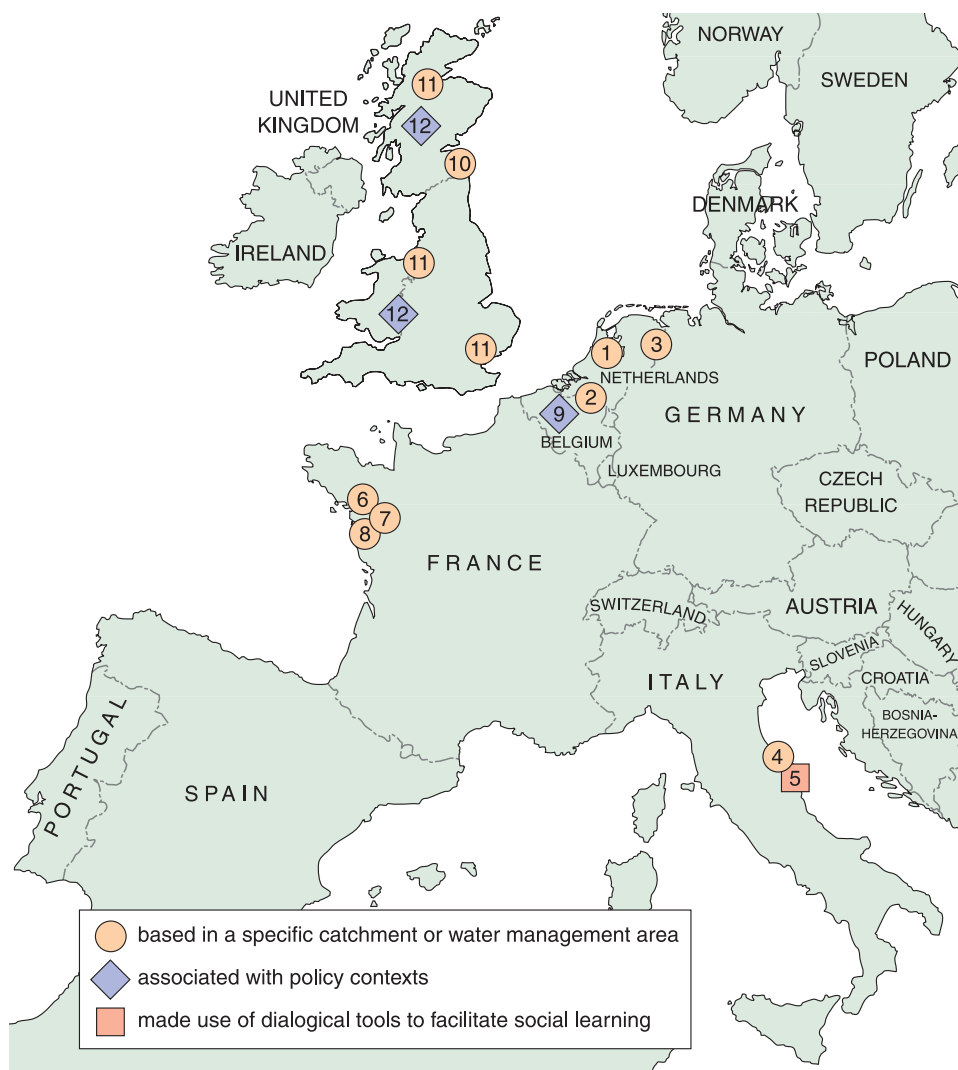 NORWAY
SWEDEN
UNITED
KINGDOM
11
12
10
DENMARK
IRELAND
11
12
11
1
3
NETHERLANDS
POLAND
2
9
GERMANY
BELGIUM
LUXEMBOURG
CZECH
REPUBLIC
6
7
8
FRANCE
SWITZERLAND
AUSTRIA
HUNGARY
SLOVENIA
CROATIA
ITALY
BOSNIA-
HERZEGOVINA
PORTUGAL
SPAIN
4
5
based in a specific catchment or water management area
associated with policy contexts
made use of dialogical tools to facilitate social learning